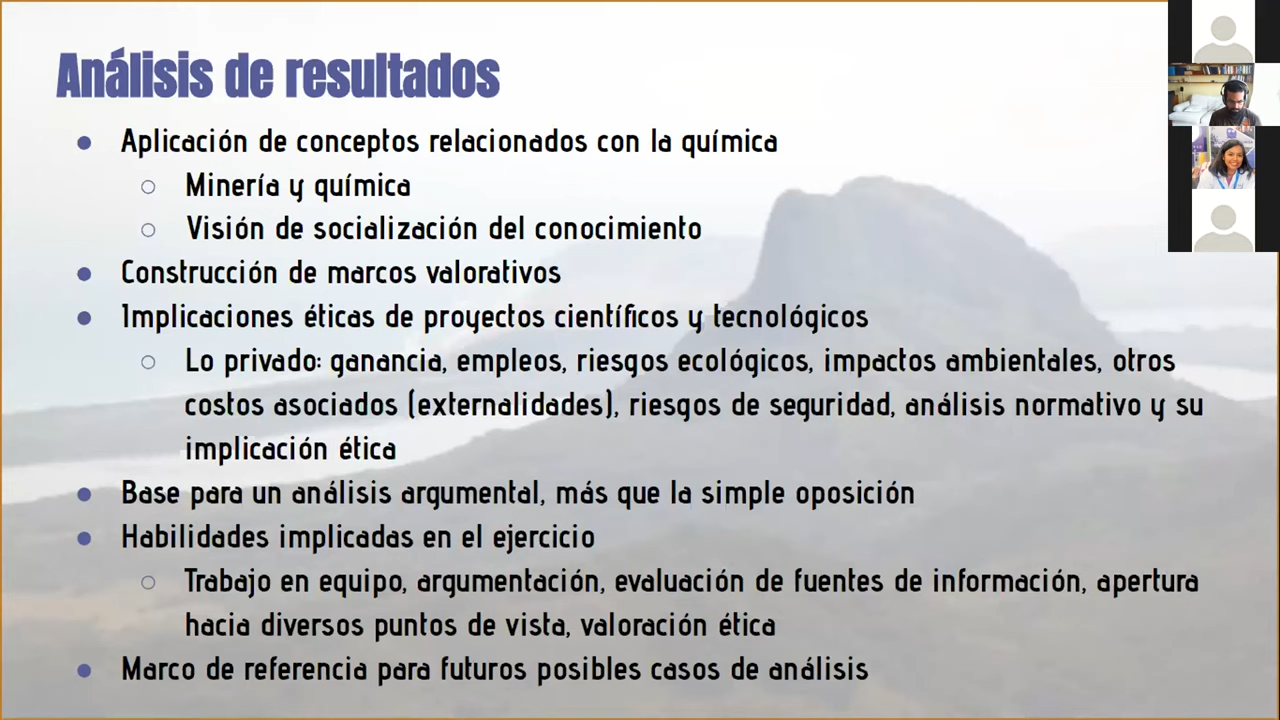 Análisis de resultados
● Aplicación de conceptos relacionados con la química
○ Minería y química
○ Visión de socialización del conocimiento
● Construcción de marcos valorativos
● Implicaciones éticas de proyectos científicos y tecnológicos
○ Lo privado: ganancia, empleos, riesgos ecológicos, impactos ambientales, otros
costos asociados (externalidades), riesgos de seguridad, análisis normativo y su
implicación ética
● Base para un análisis argumental, más que la simple oposición
● Habilidades implicadas en el ejercicio
○ Trabajo en equipo, argumentación, evaluación de fuentes de información, apertura
hacia diversos puntos de vista, valoración ética
● Marco de referencia para futuros posibles casos de análisis